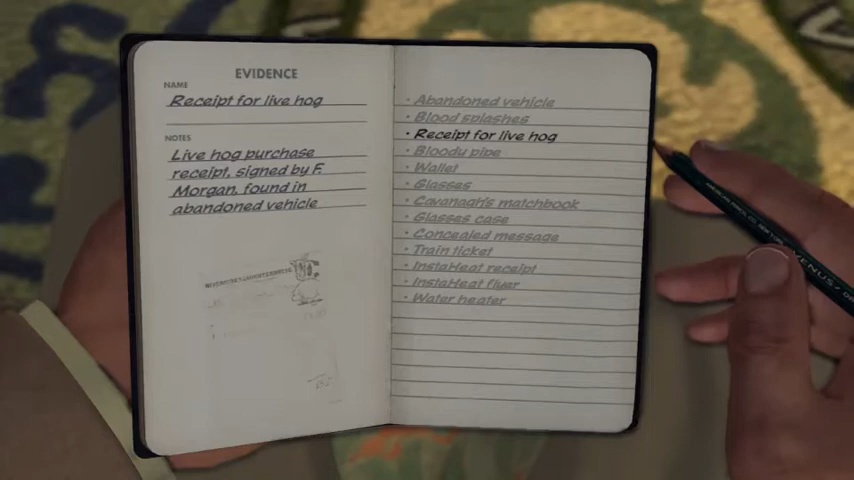 EVIDENCE
NAME
Receipt for live hog
NOTES
Live hog purchase
receipt, signed by F.
Morgan, found in
abandoned vehicle
• Abandoned vehicle
• Blood splashes
• Receipt for live hog
• Bloody pipe
• Wallet
• Glasses
• Cavanagh's matchbook
• Glasses case
• Concealed message
• Train ticket
• InstaHeat receipt
• InstaHeat flyer
• Water heater
VENUS